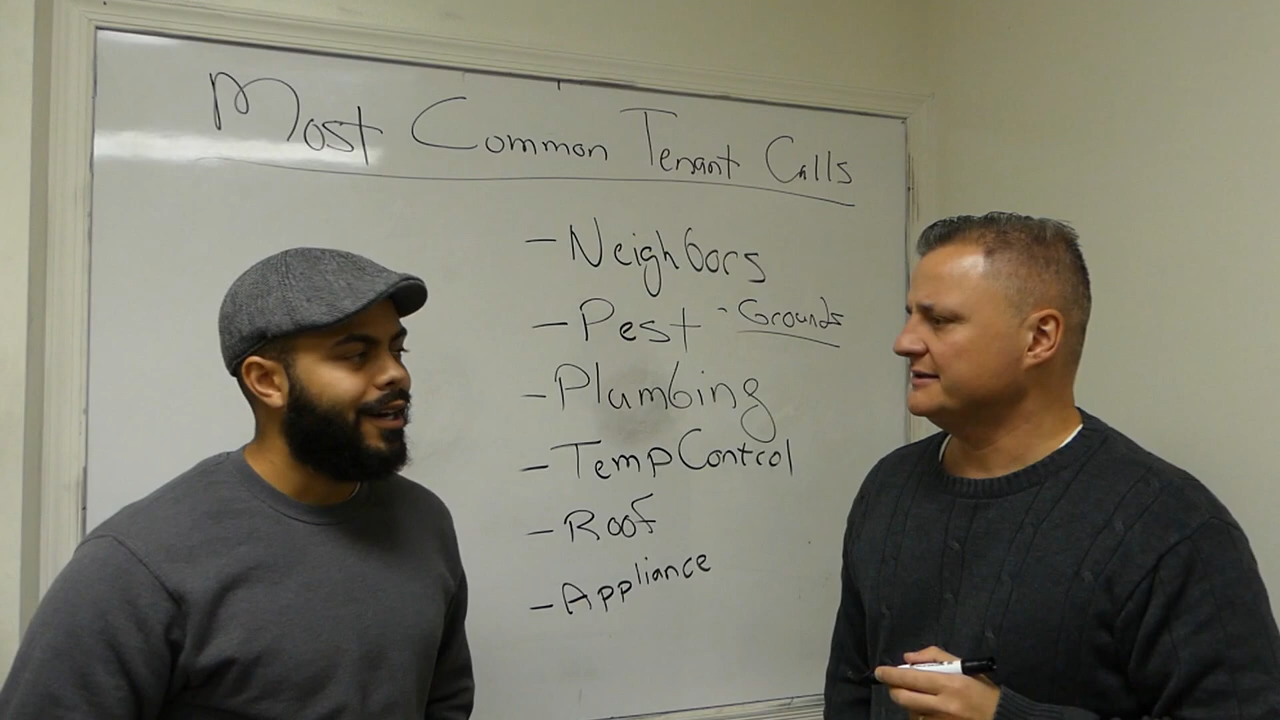 Most Common Tenant Calls
- Neighbors
- Pest - Grounds
- Plumbing
- Temp Control
- Roof
- Appliance